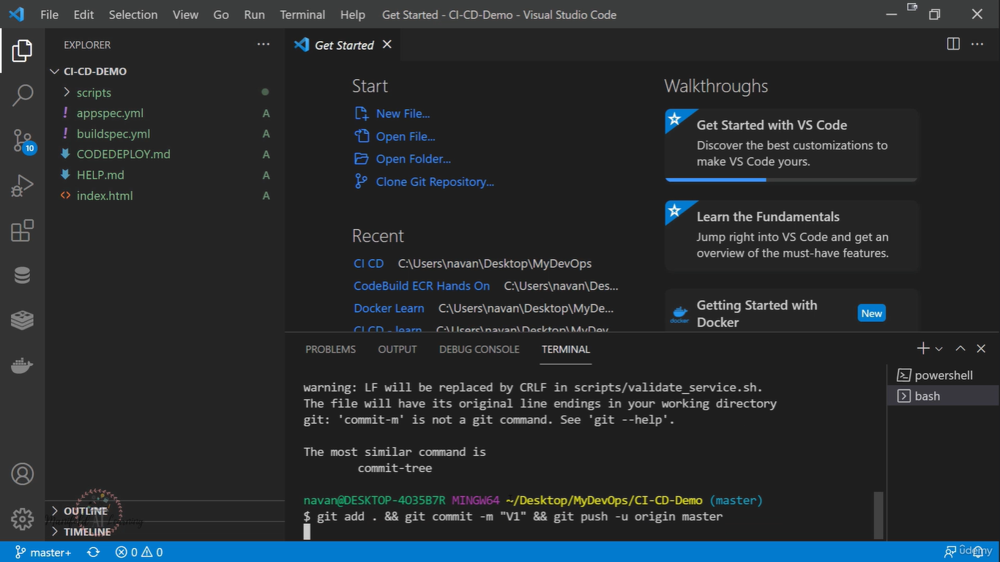 File Edit Selection View Go Run Terminal Help Get Started - CI-CD-Demo - Visual Studio Code
EXPLORER
Get Started
CI-CD-DEMO
scripts
appspec.yml A
buildspec.yml A
CODEDEPLOY.md A
HELP.md A
index.html A
10
Start
New File...
Open File...
Open Folder...
Clone Git Repository...
Recent
CI CD C:\Users\navan\Desktop\MyDevOps
CodeBuild ECR Hands On C:\Users\navan\Des...
Docker Learn C:\Users\navan\Desktop\MyDe...
CI CD - learn C:\Users\navan\Desktop\MyDev...
Walkthroughs
Get Started with VS Code
Discover the best customizations to
make VS Code yours.
Learn the Fundamentals
Jump right into VS Code and get an
overview of the must-have features.
docker
Getting Started with
Docker
New
PROBLEMS OUTPUT DEBUG CONSOLE TERMINAL
warning: LF will be replaced by CRLF in scripts/validate_service.sh.
The file will have its original line endings in your working directory
git: 'commit-m' is not a git command. See 'git --help'.
The most similar command is
commit-tree
navan@DESKTOP-4O35B7R MINGW64 ~/Desktop/MyDevOps/CI-CD-Demo (master)
$ git add . && git commit -m "V1" && git push -u origin master
powershell
bash
OUTLINE
TIMELINE
master+ 0 0
ûdemy